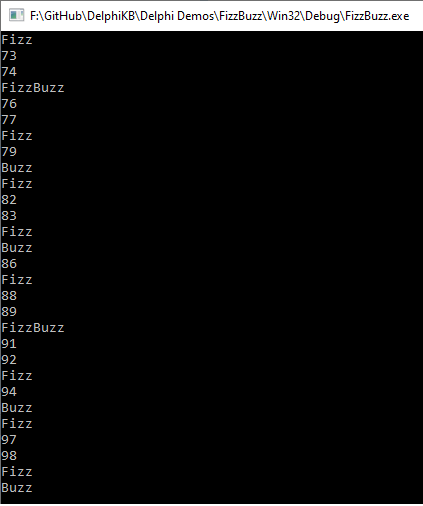 F:\GitHub\DelphiKB\Delphi Demos\FizzBuzz\Win32\Debug\FizzBuzz.exe
Fizz
73
74
FizzBuzz
76
77
Fizz
79
Buzz
Fizz
82
83
Fizz
Buzz
86
Fizz
88
89
FizzBuzz
91
92
Fizz
94
Buzz
Fizz
97
98
Fizz
Buzz